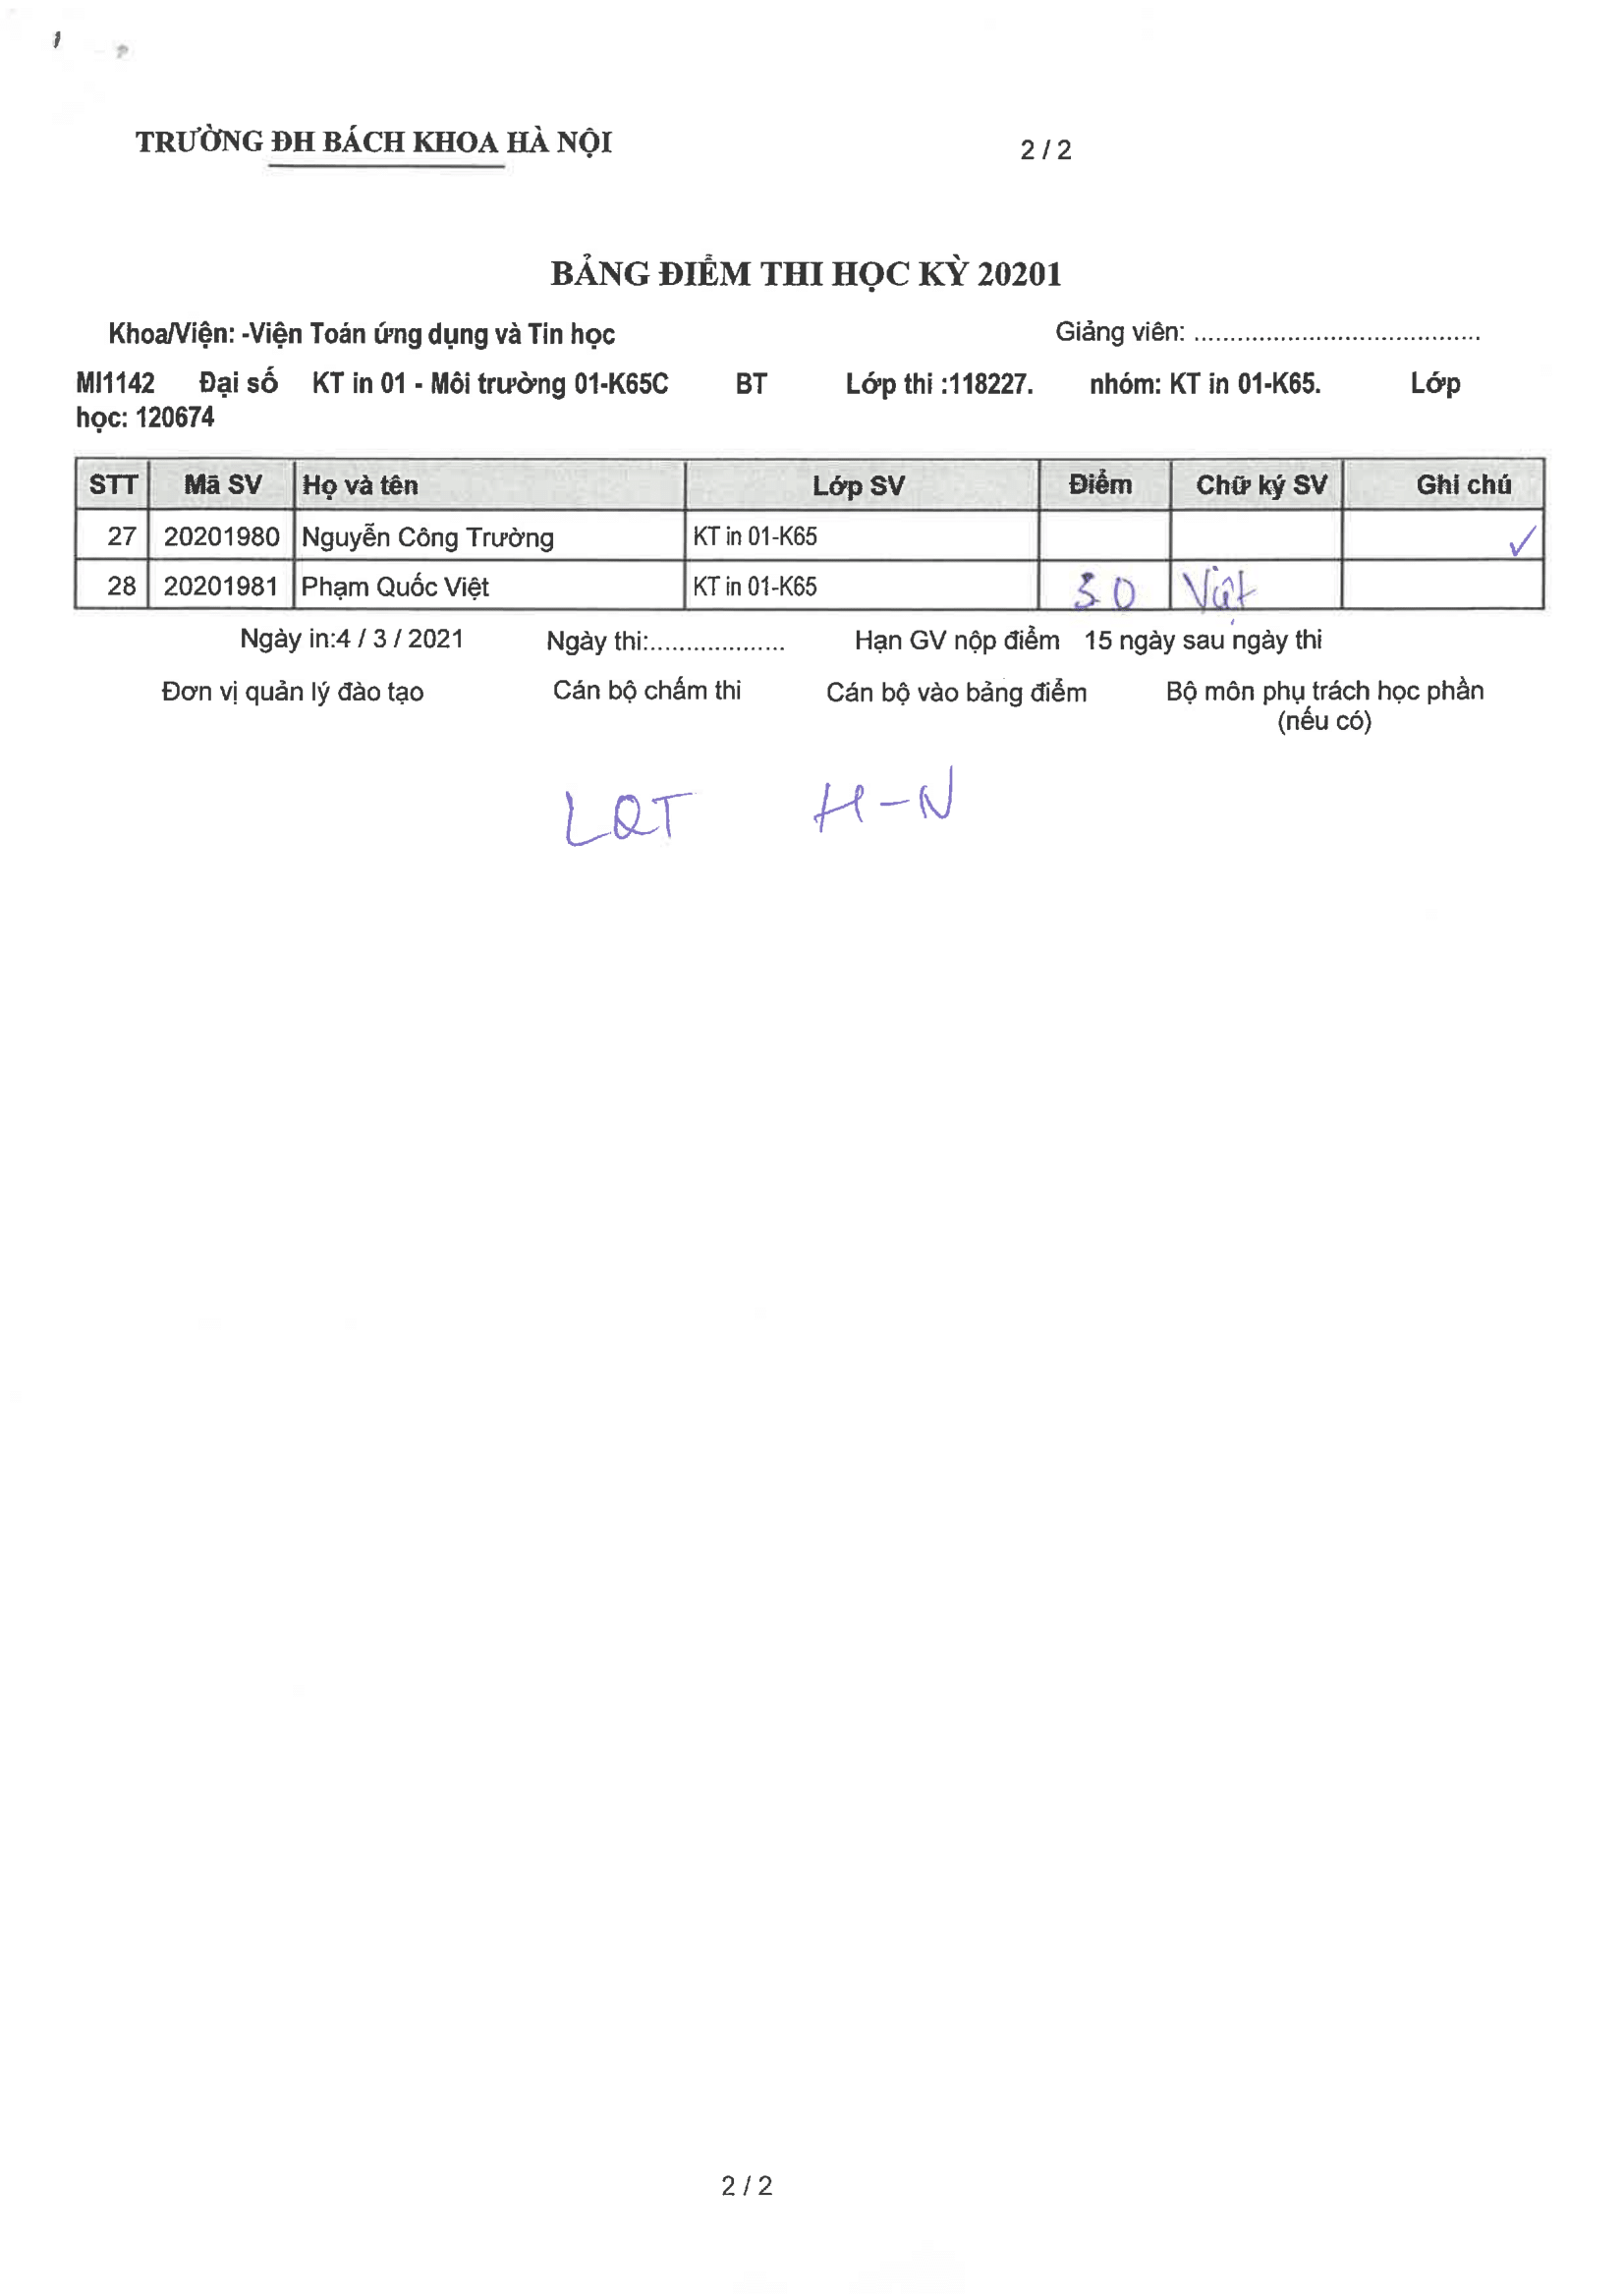 TRƯỜNG ĐH BÁCH KHOA HÀ NỘI 2 / 2
BẢNG ĐIỂM THI HỌC KỲ 20201
Khoa/Viện: -Viện Toán ứng dụng và Tin học Giảng viên: ........................................
MI1142 Đại số KT in 01 - Môi trường 01-K65C BT Lớp thi :118227. nhóm: KT in 01-K65. Lớp
học: 120674
STT Mã SV Họ và tên Lớp SV Điểm Chữ ký SV Ghi chú
27 20201980 Nguyễn Công Trường KT in 01-K65 ✓
28 20201981 Phạm Quốc Việt KT in 01-K65 30 Việt
Ngày in:4 / 3 / 2021 Ngày thi:................... Hạn GV nộp điểm 15 ngày sau ngày thi
Đơn vị quản lý đào tạo Cán bộ chấm thi Cán bộ vào bảng điểm Bộ môn phụ trách học phần
(nếu có)
LQT H-N
2 / 2